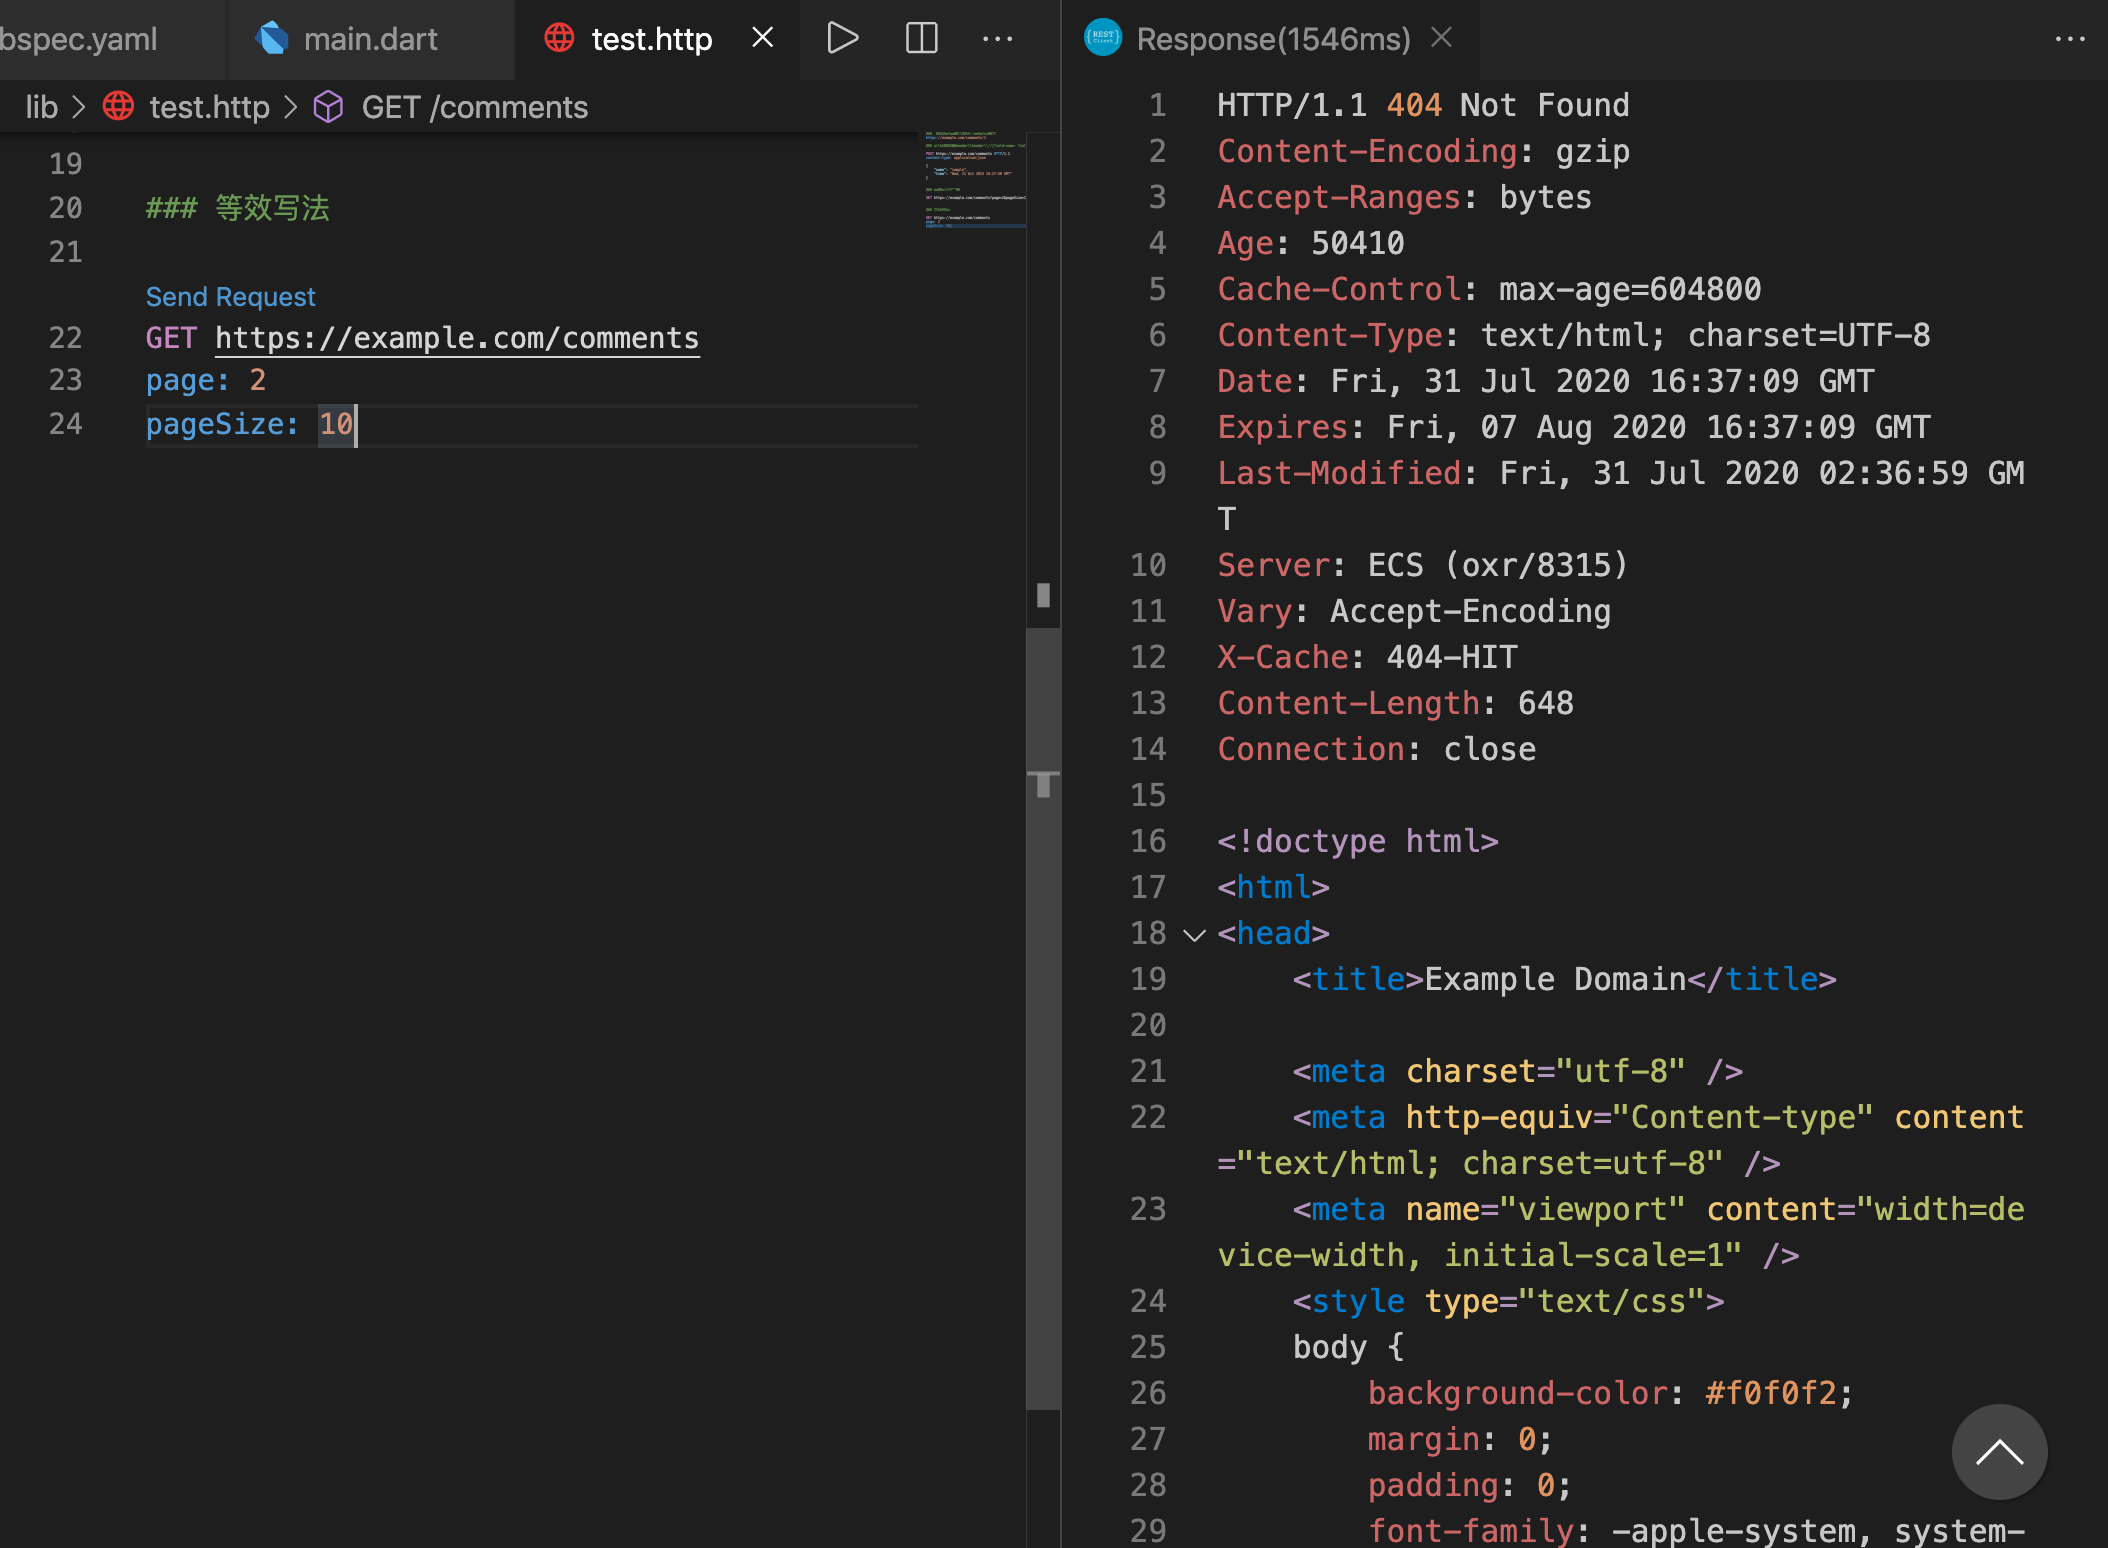 bspec.yaml
main.dart
test.http
Response(1546ms)
lib > test.http > GET /comments
19
20 ### 等效写法
21
Send Request
22 GET https://example.com/comments
23 page: 2
24 pageSize: 10
1 HTTP/1.1 404 Not Found
2 Content-Encoding: gzip
3 Accept-Ranges: bytes
4 Age: 50410
5 Cache-Control: max-age=604800
6 Content-Type: text/html; charset=UTF-8
7 Date: Fri, 31 Jul 2020 16:37:09 GMT
8 Expires: Fri, 07 Aug 2020 16:37:09 GMT
9 Last-Modified: Fri, 31 Jul 2020 02:36:59 GM
T
10 Server: ECS (oxr/8315)
11 Vary: Accept-Encoding
12 X-Cache: 404-HIT
13 Content-Length: 648
14 Connection: close
15
16 <!doctype html>
17 <html>
18 <head>
19 <title>Example Domain</title>
20
21 <meta charset="utf-8" />
22 <meta http-equiv="Content-type" content
="text/html; charset=utf-8" />
23 <meta name="viewport" content="width=de
vice-width, initial-scale=1" />
24 <style type="text/css">
25 body {
26 background-color: #f0f0f2;
27 margin: 0;
28 padding: 0;
29 font-family: -apple-system, system-